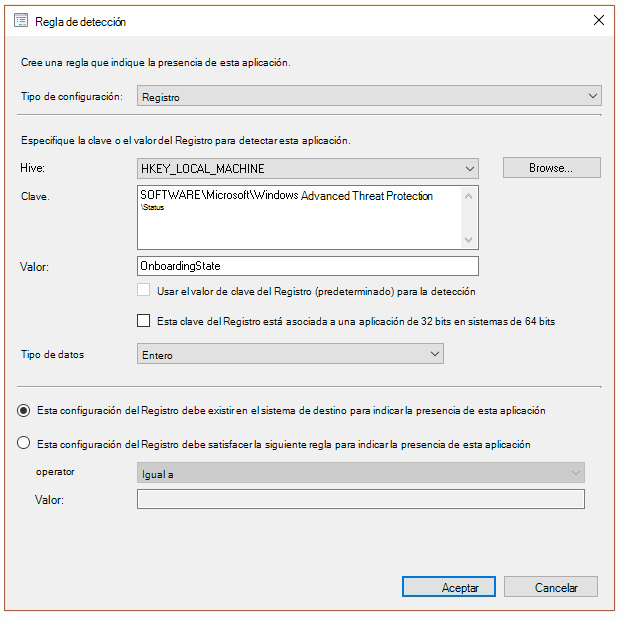 Regla de detección
Cree una regla que indique la presencia de esta aplicación.
Tipo de configuración: Registro
Especifique la clave o el valor del Registro para detectar esta aplicación.
Hive: HKEY_LOCAL_MACHINE Browse...
Clave. SOFTWARE\Microsoft\Windows Advanced Threat Protection
\Status
Valor: OnboardingState
Usar el valor de clave del Registro (predeterminado) para la detección
Esta clave del Registro está asociada a una aplicación de 32 bits en sistemas de 64 bits
Tipo de datos Entero
Esta configuración del Registro debe existir en el sistema de destino para indicar la presencia de esta aplicación
Esta configuración del Registro debe satisfacer la siguiente regla para indicar la presencia de esta aplicación
operator Igual a
Valor:
Aceptar Cancelar